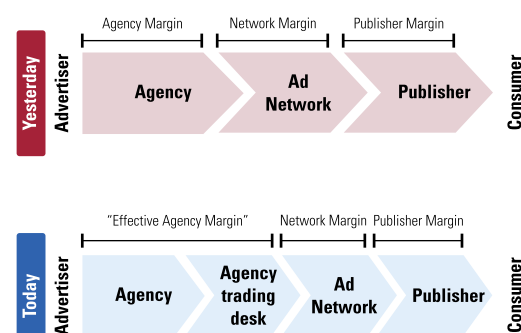 Agency Margin
Network Margin
Publisher Margin
Yesterday
Advertiser
Agency
Ad
Network
Publisher
Consumer
"Effective Agency Margin"
Network Margin
Publisher Margin
Today
Advertiser
Agency
Agency
trading
desk
Ad
Network
Publisher
Consumer